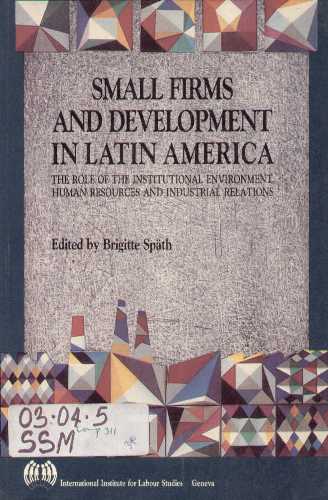 SMALL FIRMS
AND DEVELOPMENT
IN LATIN AMERICA
THE ROLE OF THE INSTITUTIONAL ENVIRONMENT,
HUMAN RESOURCES AND INDUSTRIAL RELATIONS
Edited by Brigitte Späth
03.04.5
SSM
p 311
International Institute for Labour Studies Geneva